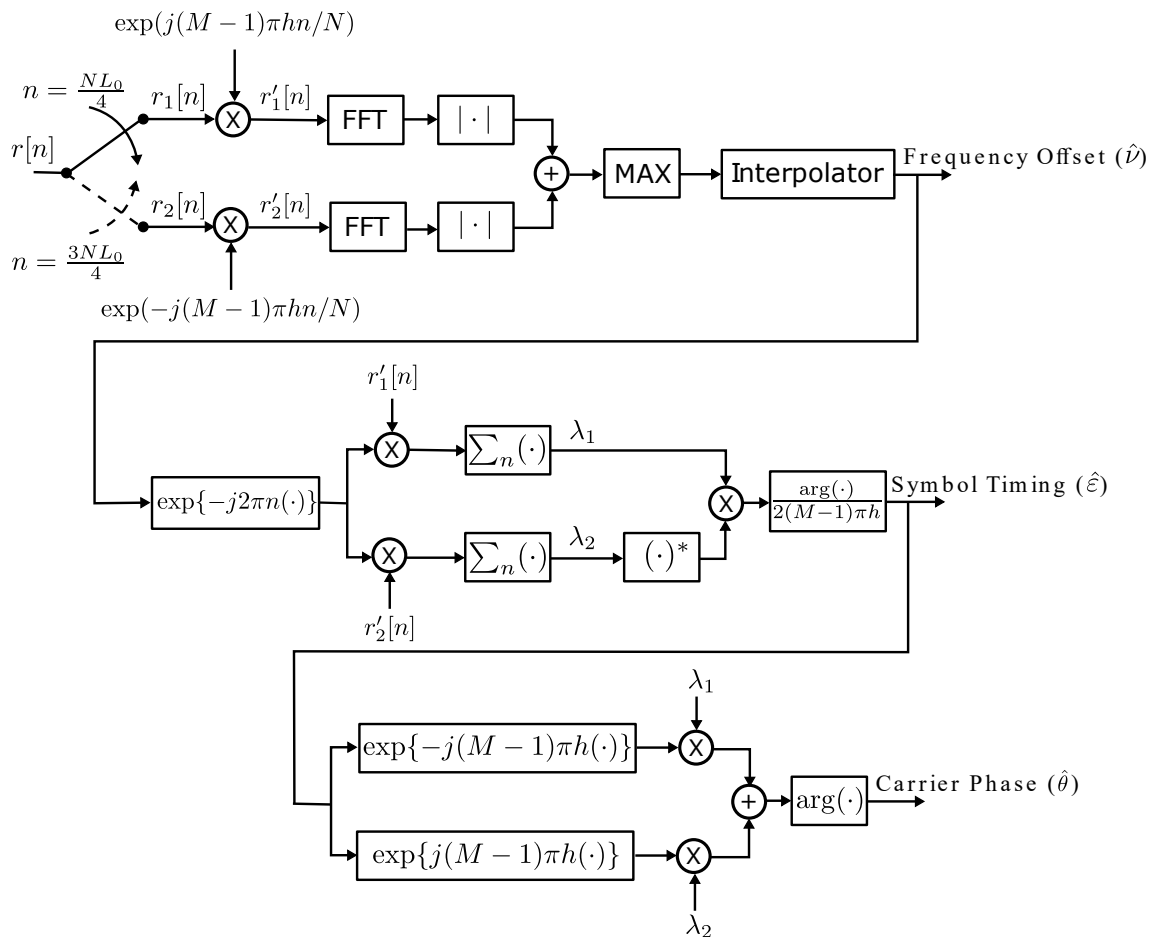 exp(j(M − 1)πhn/N)
n = NL₀/4
r₁[n]
r′₁[n]
X
FFT
| · |
r[n]
+
MAX
Interpolator
Frequency Offset (ν̂)
r₂[n]
r′₂[n]
X
FFT
| · |
n = 3NL₀/4
exp(−j(M − 1)πhn/N)
r′₁[n]
X
∑ₙ(·)
λ₁
exp{−j2πn(·)}
X
arg(·)/2(M−1)πh
Symbol Timing (ε̂)
X
∑ₙ(·)
λ₂
(·)*
r′₂[n]
λ₁
exp{−j(M − 1)πh(·)}
X
+
arg(·)
Carrier Phase (θ̂)
exp{j(M − 1)πh(·)}
X
λ₂